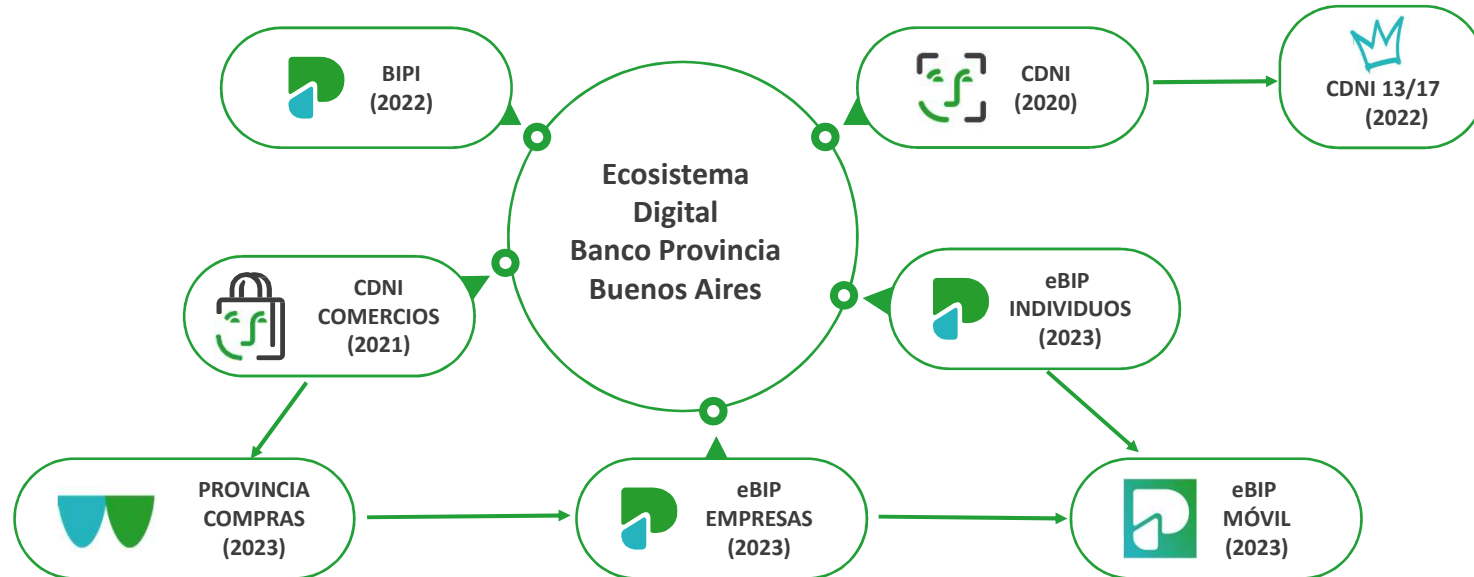 BIPI
(2022)
CDNI
(2020)
CDNI 13/17
(2022)
Ecosistema
Digital
Banco Provincia
Buenos Aires
CDNI
COMERCIOS
(2021)
eBIP
INDIVIDUOS
(2023)
PROVINCIA
COMPRAS
(2023)
eBIP
EMPRESAS
(2023)
eBIP
MÓVIL
(2023)